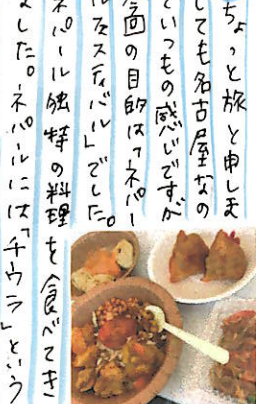 ちょっと旅と申しま
しても名古屋なの
でいつもの感じですが
今回の目的は「ネパー
ルフェスティバル」でした。
ネパール独特の料理を食べてき
ました。ネパールには「チウラ」という